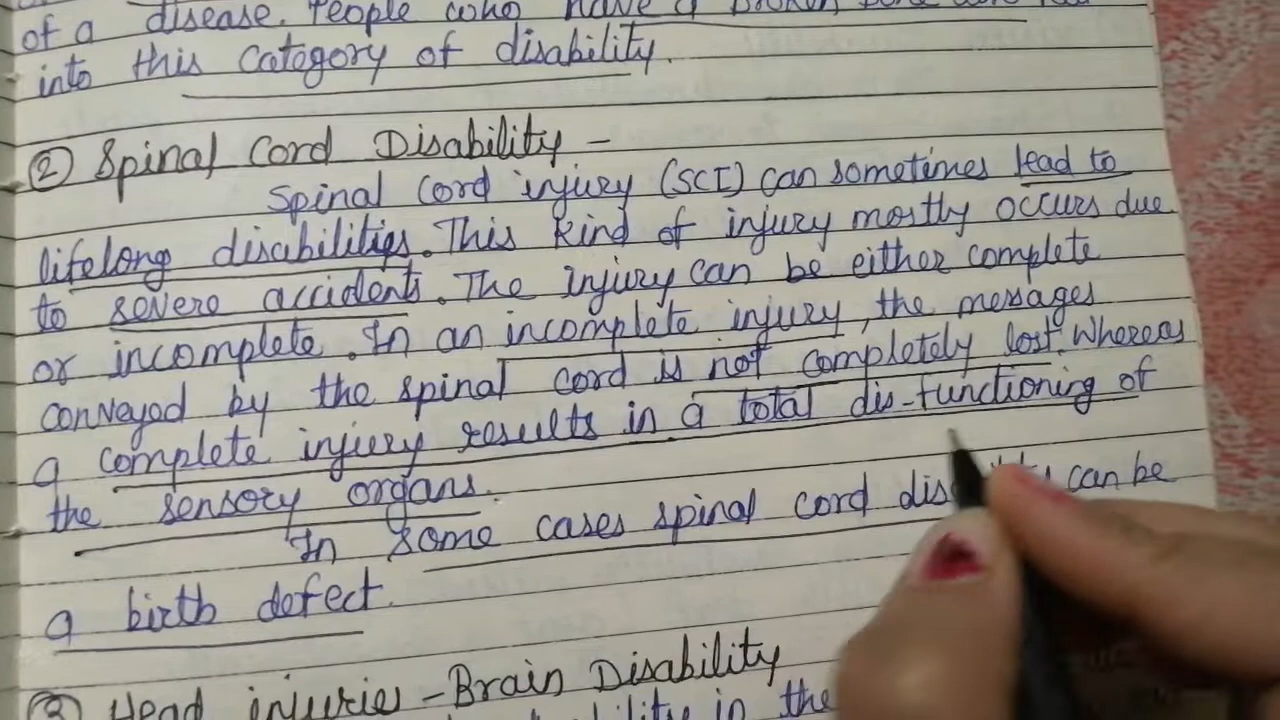 of a disease. People who have a broken
into this category of disability.
② Spinal Cord Disability -
Spinal Cord injury (SCI) can sometimes lead to
lifelong disabilities. This kind of injury mostly occurs due
to severe accidents. The injury can be either complete
or incomplete. In an incomplete injury, the messages
conveyed by the spinal cord is not completely lost. Whereas
a complete injury results in a total dis-functioning of
the sensory organs.
In some cases spinal cord can be
a birth defect.
③ Head injuries - Brain Disability
in the